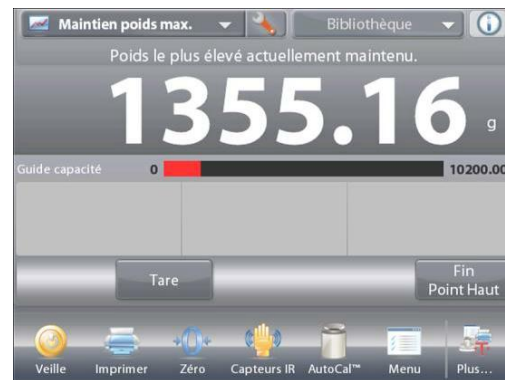 Maintien poids max. Bibliothèque
Poids le plus élevé actuellement maintenu.
1355.16 g
Guide capacité 0 10200.00
Tare
Fin
Point Haut
Veille Imprimer Zéro Capteurs IR AutoCal™ Menu Plus...